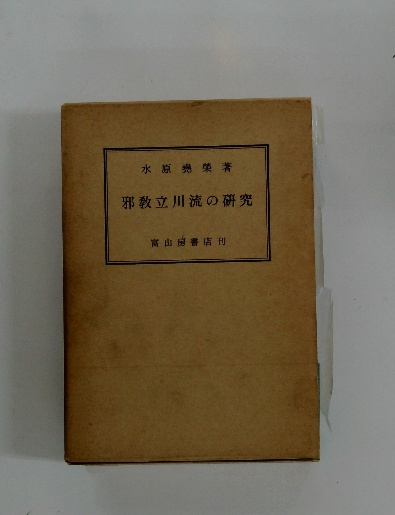 水原堯榮著
邪教立川流の研究
富山房書店刊